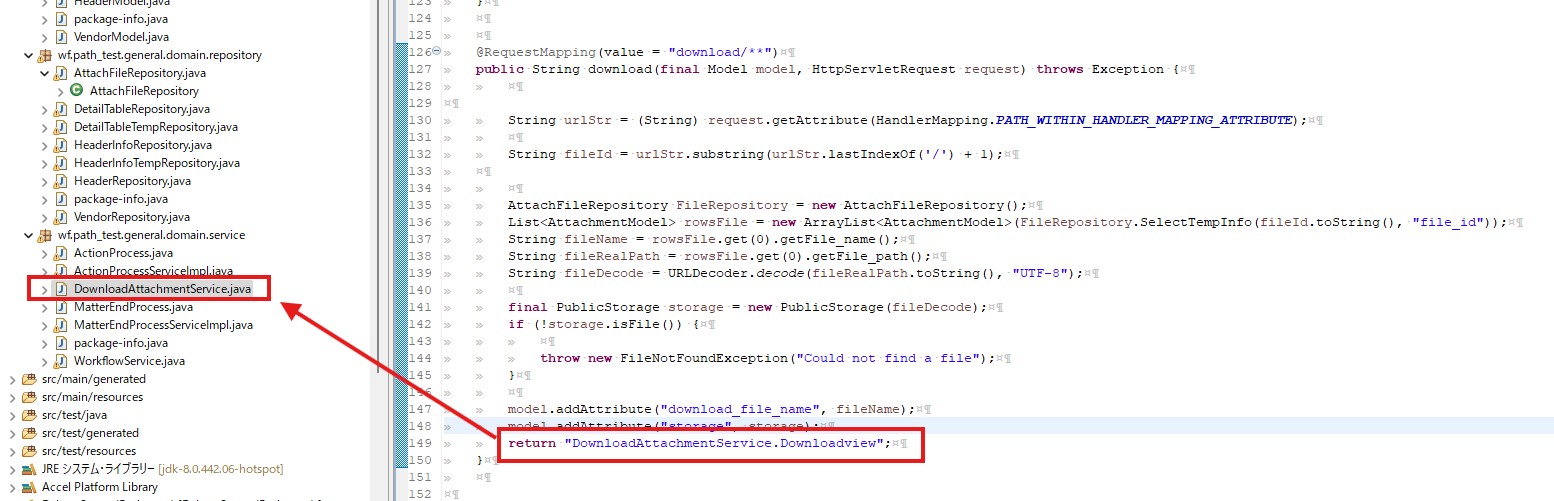 HeaderModel.java
package-info.java
VendorModel.java
wf.path_test.general.domain.repository
AttachFileRepository.java
AttachFileRepository
DetailTableRepository.java
DetailTableTempRepository.java
HeaderInfoRepository.java
HeaderInfoTempRepository.java
HeaderRepository.java
package-info.java
VendorRepository.java
wf.path_test.general.domain.service
ActionProcess.java
ActionProcessServiceImpl.java
DownloadAttachmentService.java
MatterEndProcess.java
MatterEndProcessServiceImpl.java
package-info.java
WorkflowService.java
src/main/generated
src/main/resources
src/test/java
src/test/generated
src/test/resources
JRE システム・ライブラリー [jdk-8.0.442.06-hotspot]
Accel Platform Library
123 }
124
125
126 @RequestMapping(value = "download/**")
127 public String download(final Model model, HttpServletRequest request) throws Exception {
128
129
130 String urlStr = (String) request.getAttribute(HandlerMapping.PATH_WITHIN_HANDLER_MAPPING_ATTRIBUTE);
131
132 String fileId = urlStr.substring(urlStr.lastIndexOf('/') + 1);
133
134
135 AttachFileRepository FileRepository = new AttachFileRepository();
136 List<AttachmentModel> rowsFile = new ArrayList<AttachmentModel>(FileRepository.SelectTempInfo(fileId.toString(), "file_id"));
137 String fileName = rowsFile.get(0).getFile_name();
138 String fileRealPath = rowsFile.get(0).getFile_path();
139 String fileDecode = URLDecoder.decode(fileRealPath.toString(), "UTF-8");
140
141 final PublicStorage storage = new PublicStorage(fileDecode);
142 if (!storage.isFile()) {
143
144 throw new FileNotFoundException("Could not find a file");
145 }
146
147 model.addAttribute("download_file_name", fileName);
148 model.addAttribute("storage", storage);
149 return "DownloadAttachmentService.Downloadview";
150 }
151
152